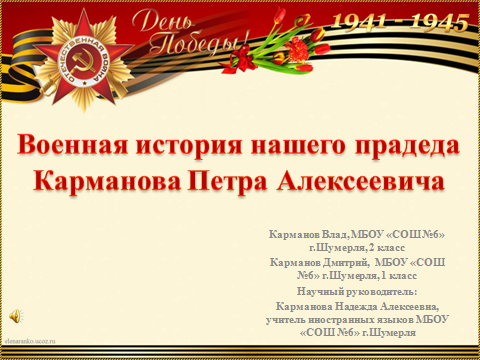 День
Победы!
1941 - 1945
ОТЕЧЕСТВЕННАЯ ВОЙНА
Военная история нашего прадеда
Карманова Петра Алексеевича
Карманов Влад, МБОУ «СОШ №6»
г.Шумерля, 2 класс
Карманов Дмитрий, МБОУ «СОШ
№6» г.Шумерля, 1 класс
Научный руководитель:
Карманова Надежда Алексеевна,
учитель иностранных языков МБОУ
«СОШ №6» г.Шумерля
elenaranko.ucoz.ru